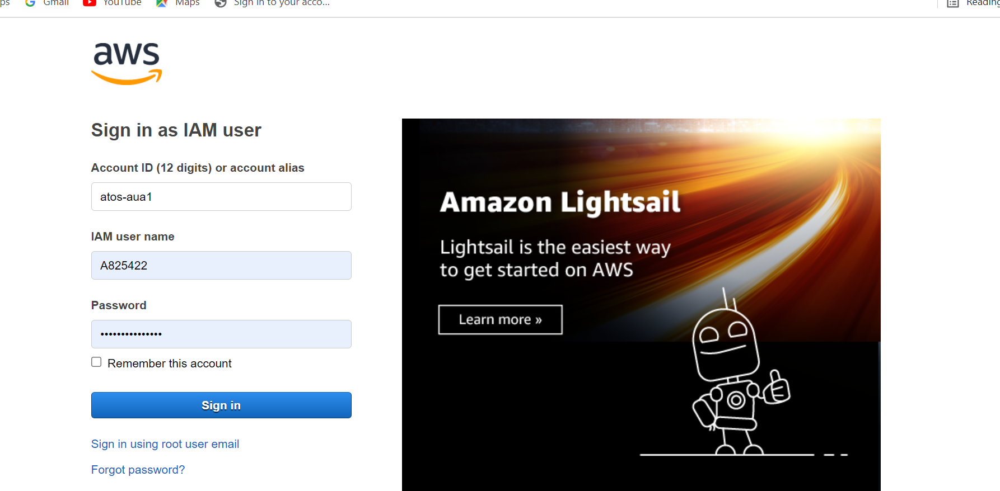 ps Gmail YouTube Maps Sign in to your acco... Reading
aws
Sign in as IAM user
Account ID (12 digits) or account alias
atos-aua1
IAM user name
A825422
Password
•••••••••••••••
Remember this account
Sign in
Sign in using root user email
Forgot password?
Amazon Lightsail
Lightsail is the easiest way
to get started on AWS
Learn more »